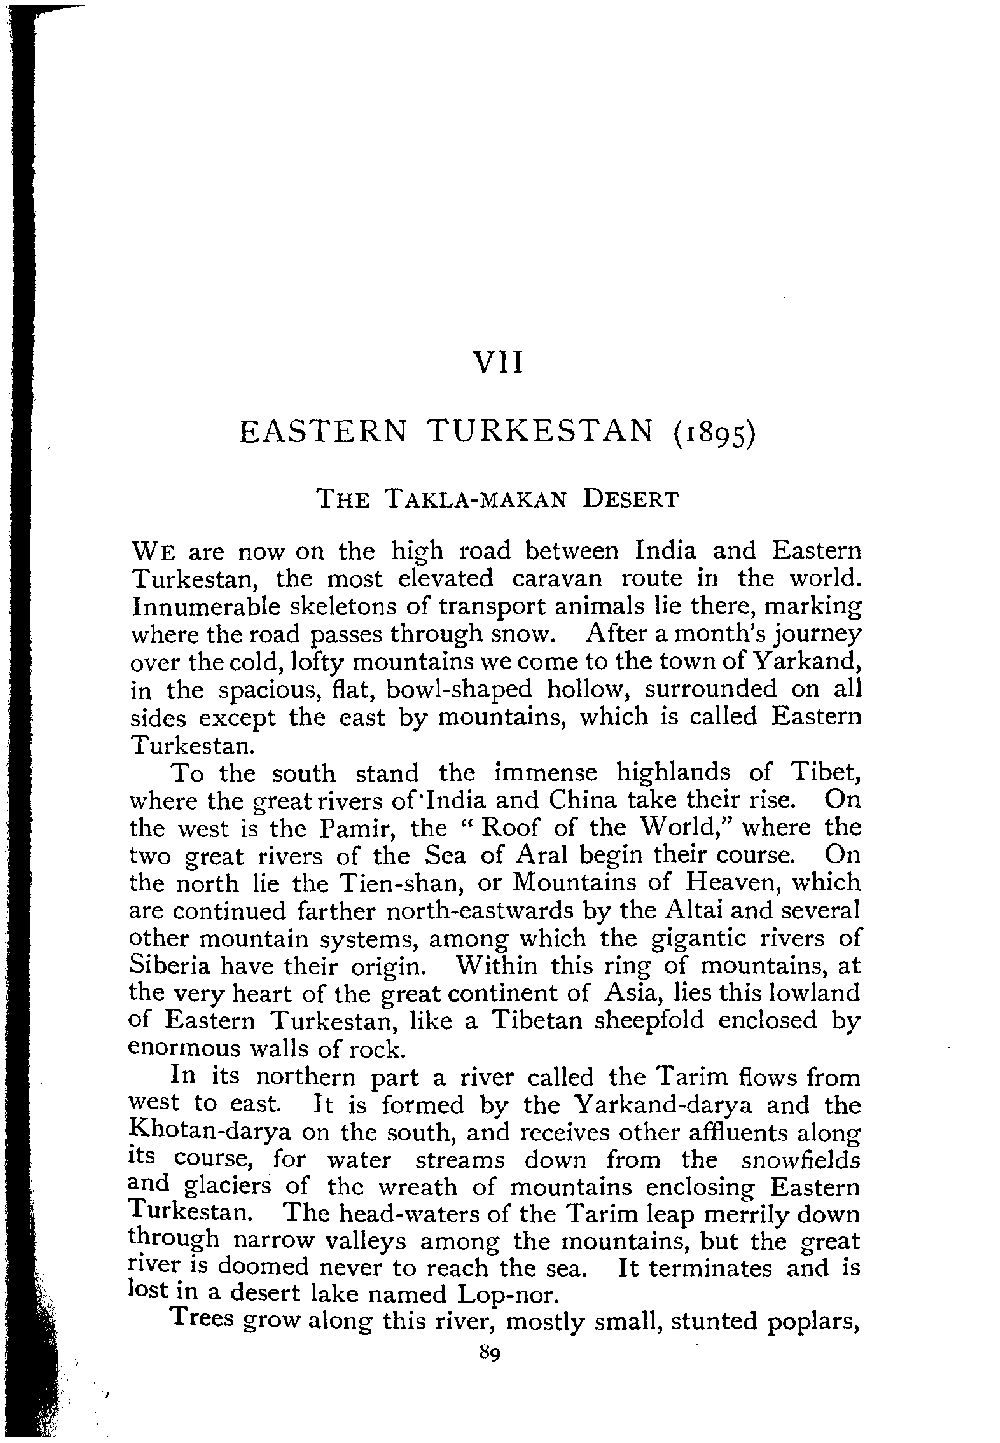 VII
EASTERN TURKESTAN (1895)
THE TAKLA-MAKAN DESERT
WE are now on the high road between India and Eastern
Turkestan, the most elevated caravan route in the world.
Innumerable skeletons of transport animals lie there, marking
where the road passes through snow. After a month's journey
over the cold, lofty mountains we come to the town of Yarkand,
in the spacious, flat, bowl-shaped hollow, surrounded on all
sides except the east by mountains, which is called Eastern
Turkestan.
To the south stand the immense highlands of Tibet,
where the great rivers of India and China take their rise. On
the west is the Pamir, the “ Roof of the World,” where the
two great rivers of the Sea of Aral begin their course. On
the north lie the Tien-shan, or Mountains of Heaven, which
are continued farther north-eastwards by the Altai and several
other mountain systems, among which the gigantic rivers of
Siberia have their origin. Within this ring of mountains, at
the very heart of the great continent of Asia, lies this lowland
of Eastern Turkestan, like a Tibetan sheepfold enclosed by
enormous walls of rock.
In its northern part a river called the Tarim flows from
west to east. It is formed by the Yarkand-darya and the
Khotan-darya on the south, and receives other affluents along
its course, for water streams down from the snowfields
and glaciers of the wreath of mountains enclosing Eastern
Turkestan. The head-waters of the Tarim leap merrily down
through narrow valleys among the mountains, but the great
river is doomed never to reach the sea. It terminates and is
lost in a desert lake named Lop-nor.
Trees grow along this river, mostly small, stunted poplars,
89